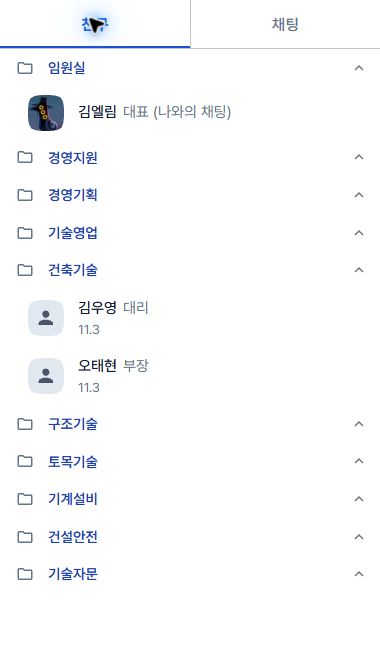 친구
채팅
임원실
김엘림 대표 (나와의 채팅)
경영지원
경영기획
기술영업
건축기술
김우영 대리
11.3
오태현 부장
11.3
구조기술
토목기술
기계설비
건설안전
기술자문